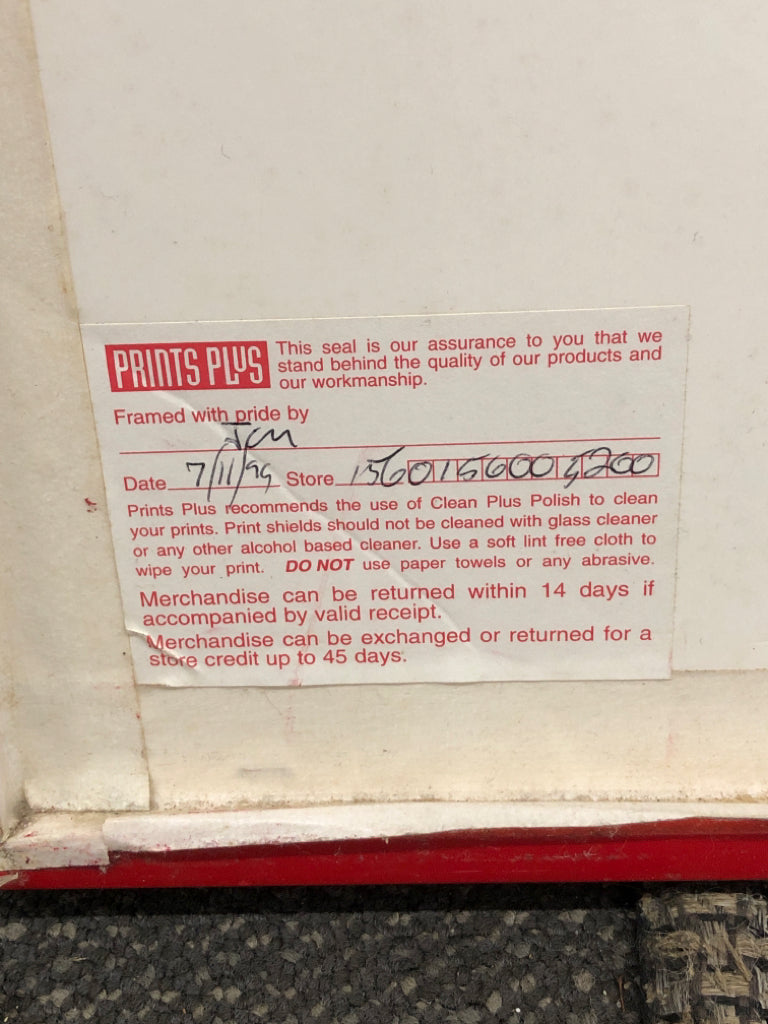 PRINTS PLUS This seal is our assurance to you that we
stand behind the quality of our products and
our workmanship.
Framed with pride by
Date 7/11/99 Store 1560156005200
Prints Plus recommends the use of Clean Plus Polish to clean
your prints. Print shields should not be cleaned with glass cleaner
or any other alcohol based cleaner. Use a soft lint free cloth to
wipe your print. DO NOT use paper towels or any abrasive.
Merchandise can be returned within 14 days if
accompanied by valid receipt.
Merchandise can be exchanged or returned for a
store credit up to 45 days.